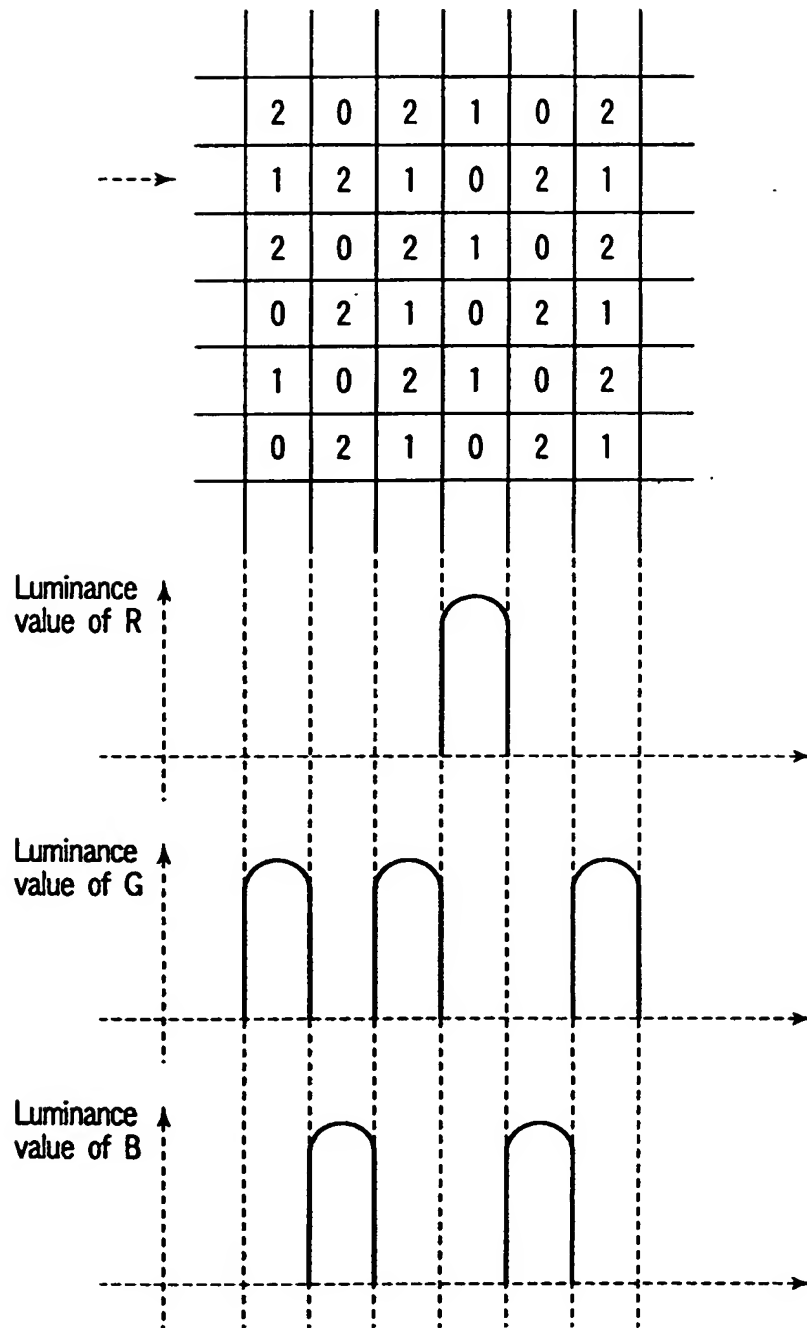 2 0 2 1 0 2
1 2 1 0 2 1
2 0 2 1 0 2
0 2 1 0 2 1
1 0 2 1 0 2
0 2 1 0 2 1
Luminance
value of R
Luminance
value of G
Luminance
value of B